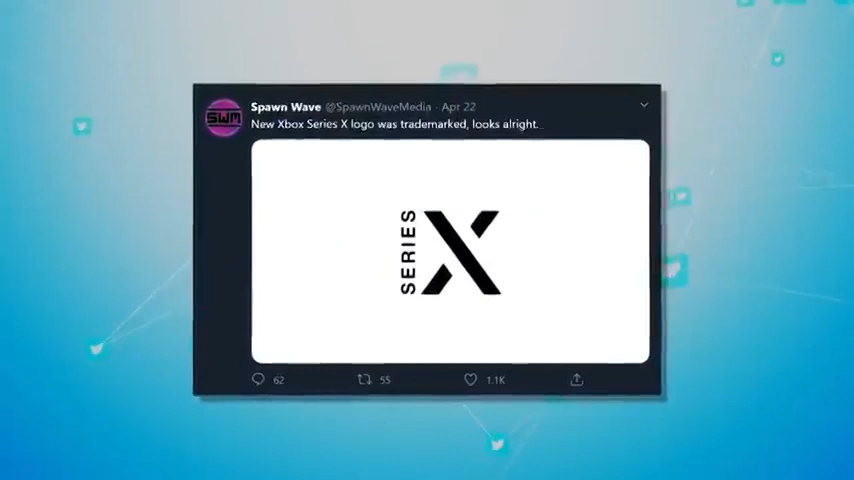 SWM
Spawn Wave @SpawnWaveMedia · Apr 22
New Xbox Series X logo was trademarked, looks alright.
SERIES X
62 55 1.1K